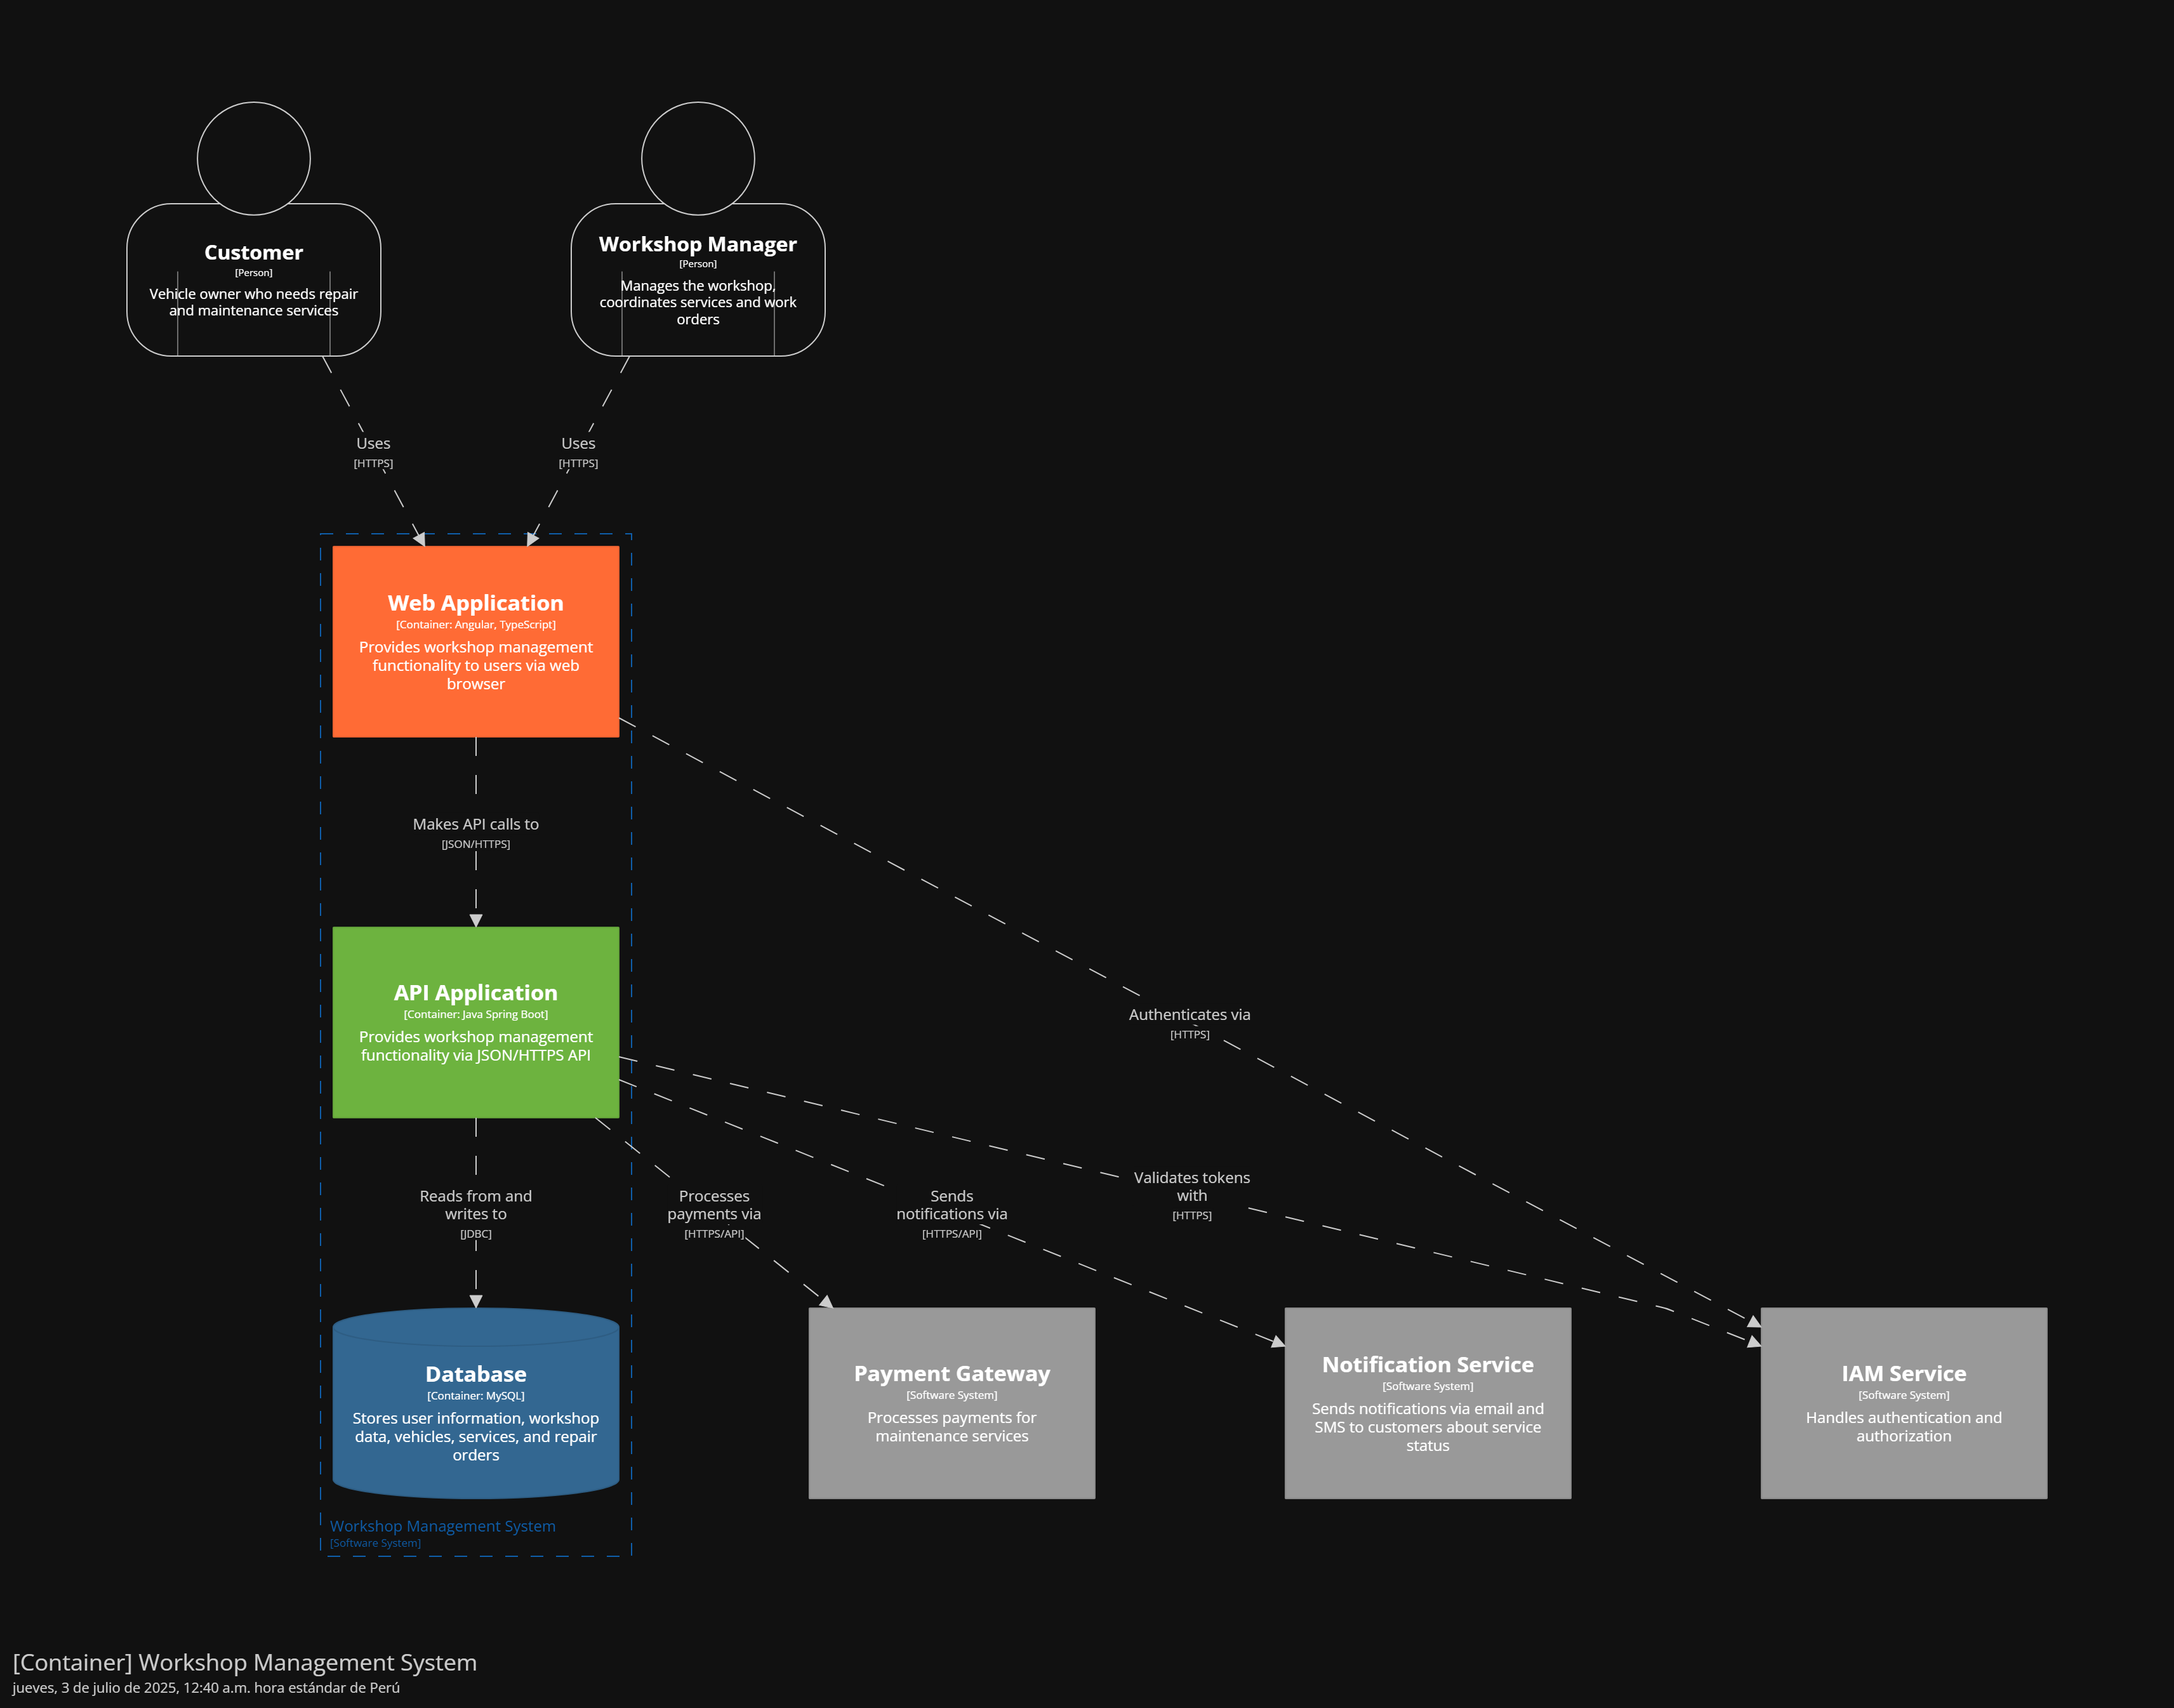 Customer
[Person]
Vehicle owner who needs repair
and maintenance services
Workshop Manager
[Person]
Manages the workshop,
coordinates services and work
orders
Uses
[HTTPS]
Uses
[HTTPS]
Web Application
[Container: Angular, TypeScript]
Provides workshop management
functionality to users via web
browser
Makes API calls to
[JSON/HTTPS]
API Application
[Container: Java Spring Boot]
Provides workshop management
functionality via JSON/HTTPS API
Authenticates via
[HTTPS]
Reads from and
writes to
[JDBC]
Processes
payments via
[HTTPS/API]
Sends
notifications via
[HTTPS/API]
Validates tokens
with
[HTTPS]
Database
[Container: MySQL]
Stores user information, workshop
data, vehicles, services, and repair
orders
Payment Gateway
[Software System]
Processes payments for
maintenance services
Notification Service
[Software System]
Sends notifications via email and
SMS to customers about service
status
IAM Service
[Software System]
Handles authentication and
authorization
Workshop Management System
[Software System]
[Container] Workshop Management System
jueves, 3 de julio de 2025, 12:40 a.m. hora estándar de Perú